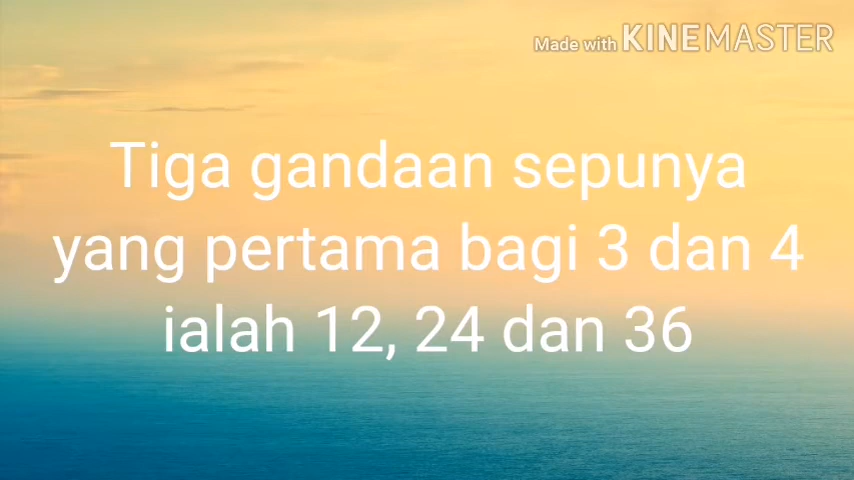 Made with KINEMASTER
Tiga gandaan sepunya
yang pertama bagi 3 dan 4
ialah 12, 24 dan 36